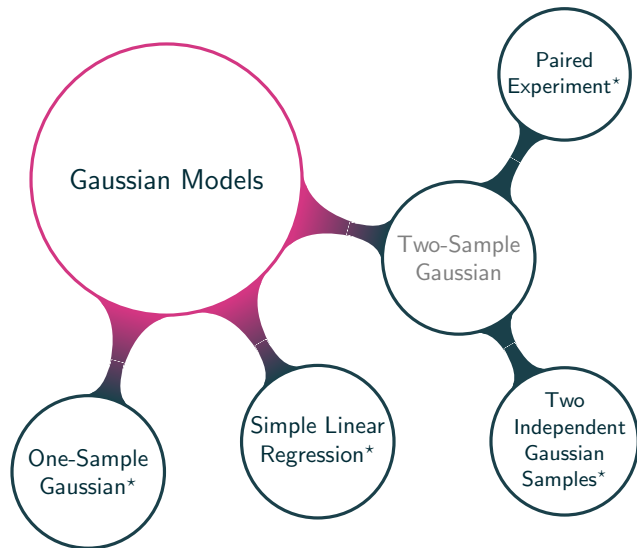 Gaussian Models
Two-Sample
Gaussian
Paired
Experiment*
Two
Independent
Gaussian
Samples*
Simple Linear
Regression*
One-Sample
Gaussian*